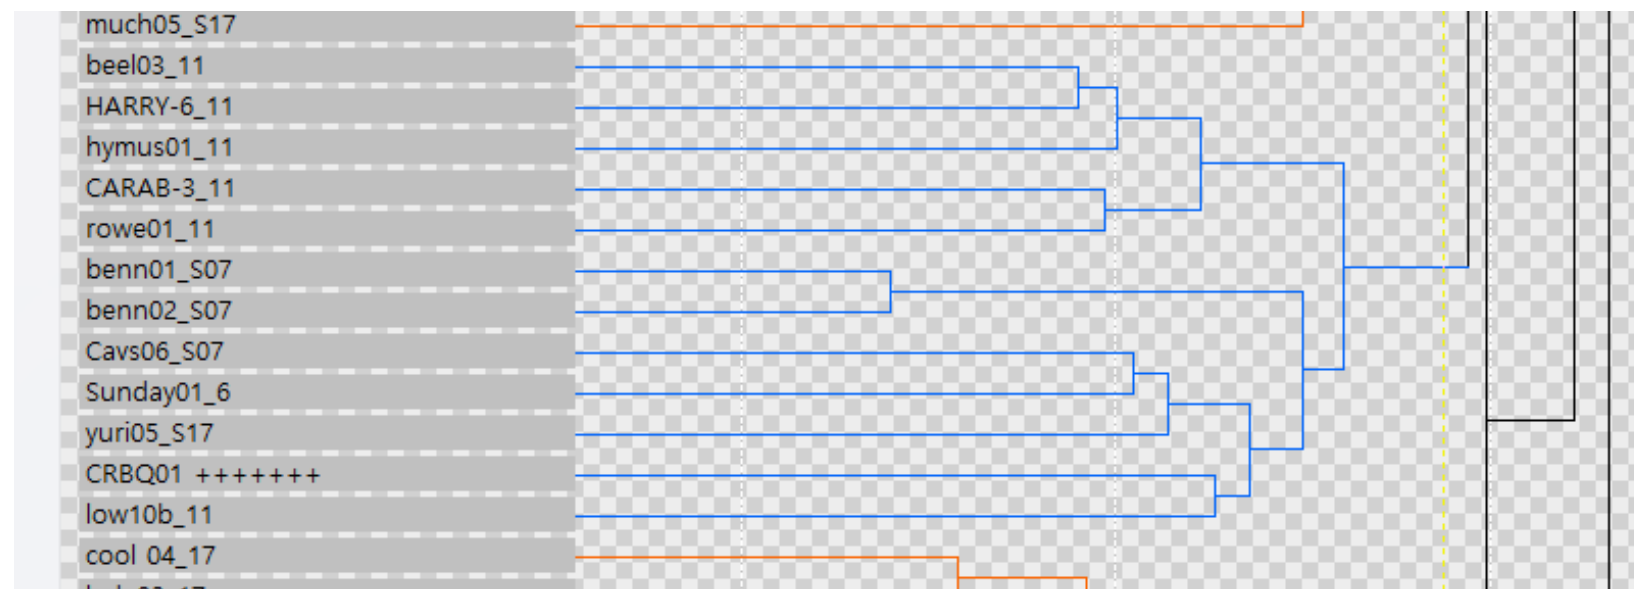 much05_S17
beel03_11
HARRY-6_11
hymus01_11
CARAB-3_11
rowe01_11
benn01_S07
benn02_S07
Cavs06_S07
Sunday01_6
yuri05_S17
CRBQ01 +++++++
low10b_11
cool 04_17